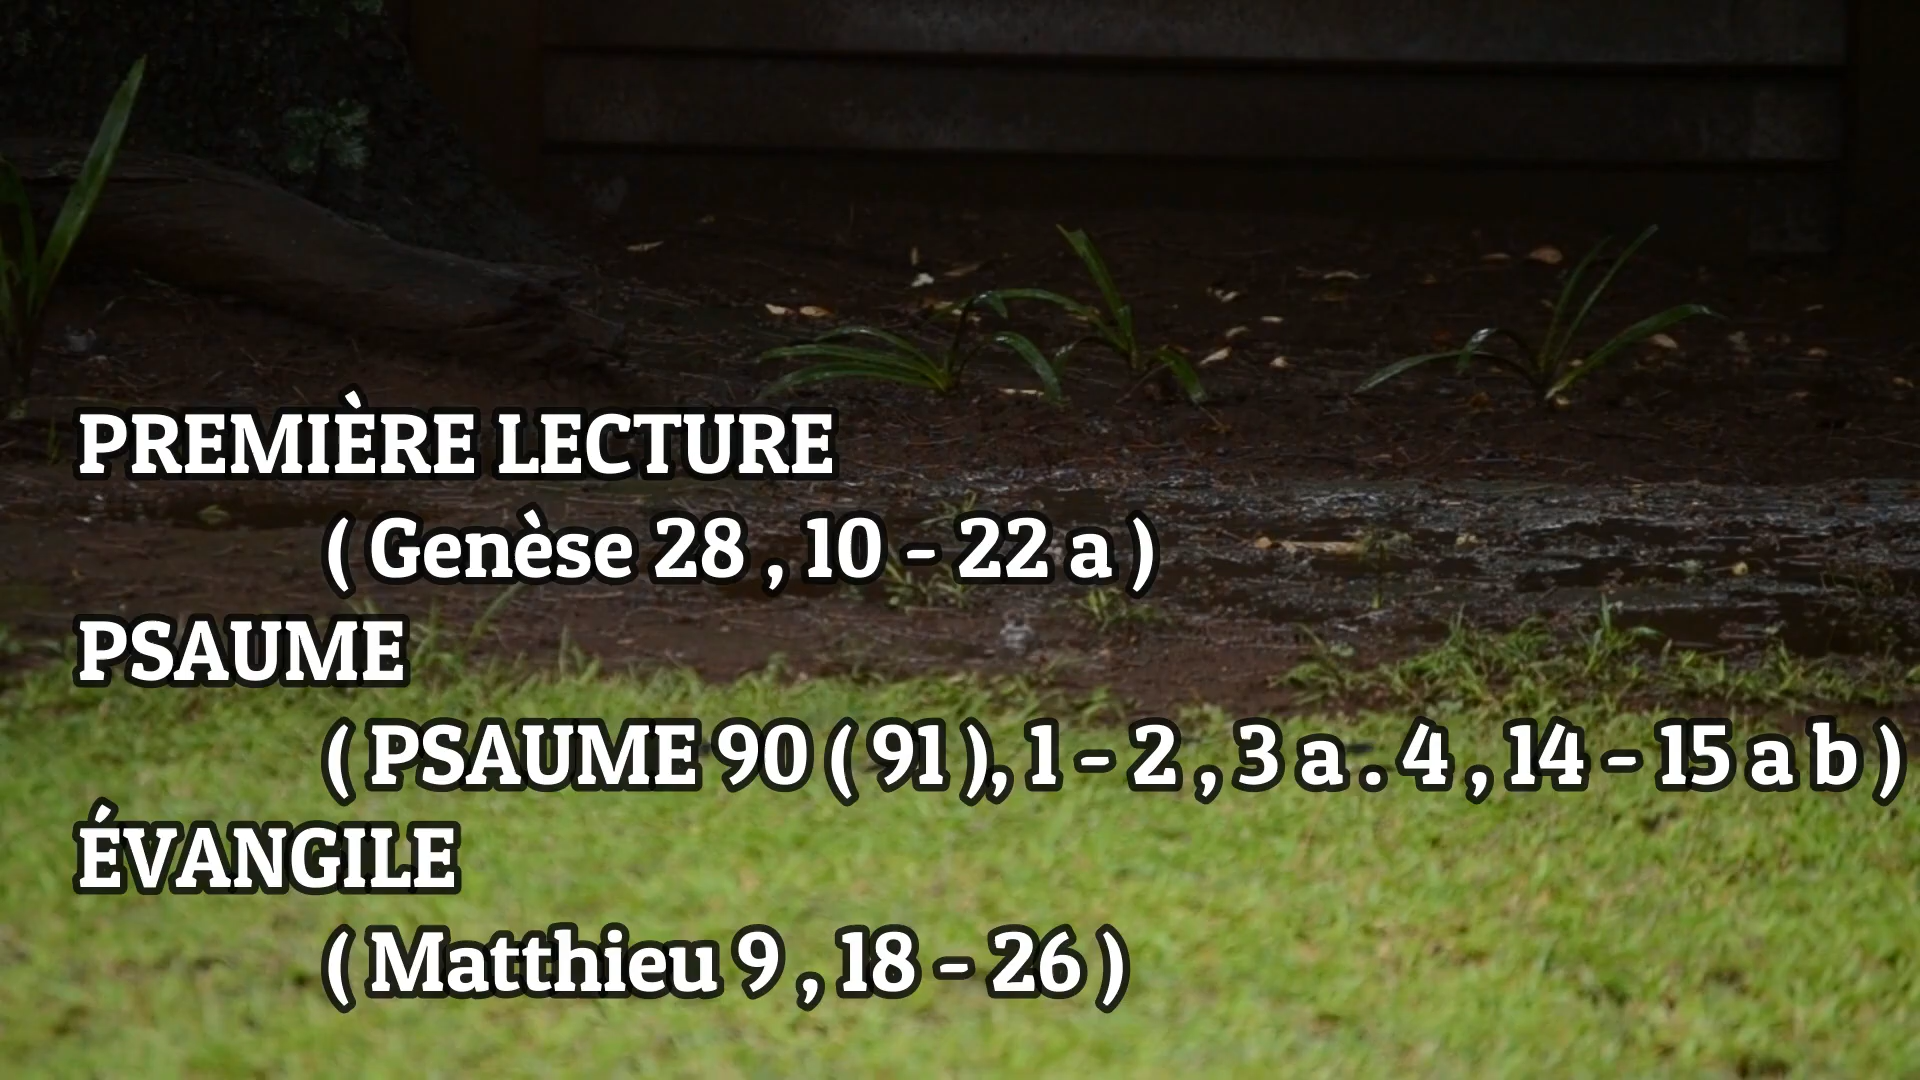 PREMIÈRE LECTURE
( Genèse 28 , 10 - 22 a )
PSAUME
( PSAUME 90 ( 91 ), 1 - 2 , 3 a . 4 , 14 - 15 a b )
ÉVANGILE
( Matthieu 9 , 18 - 26 )